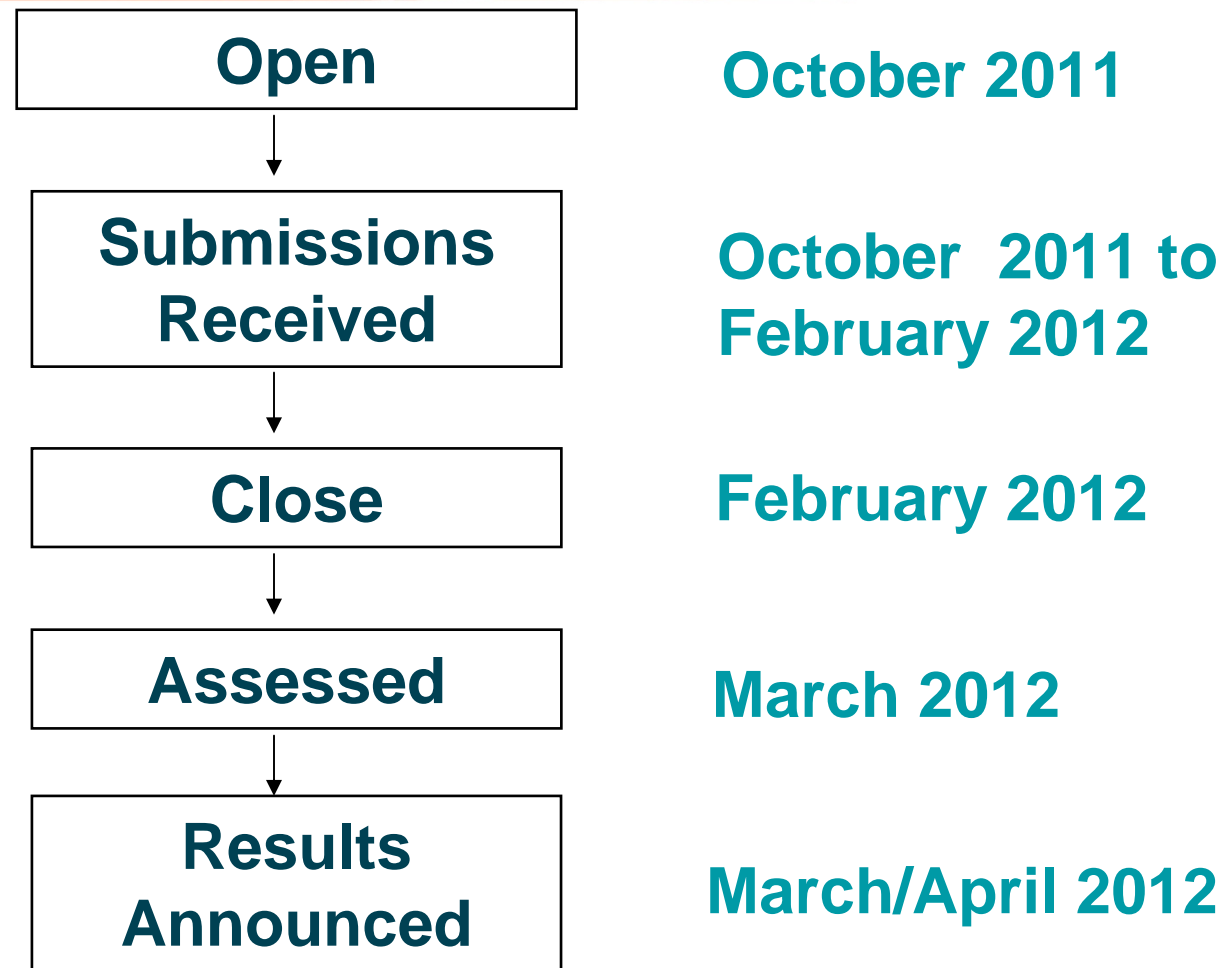 Open
October 2011
Submissions
Received
October  2011 to
February 2012
Close
February 2012
Assessed
March 2012
Results
Announced
March/April 2012